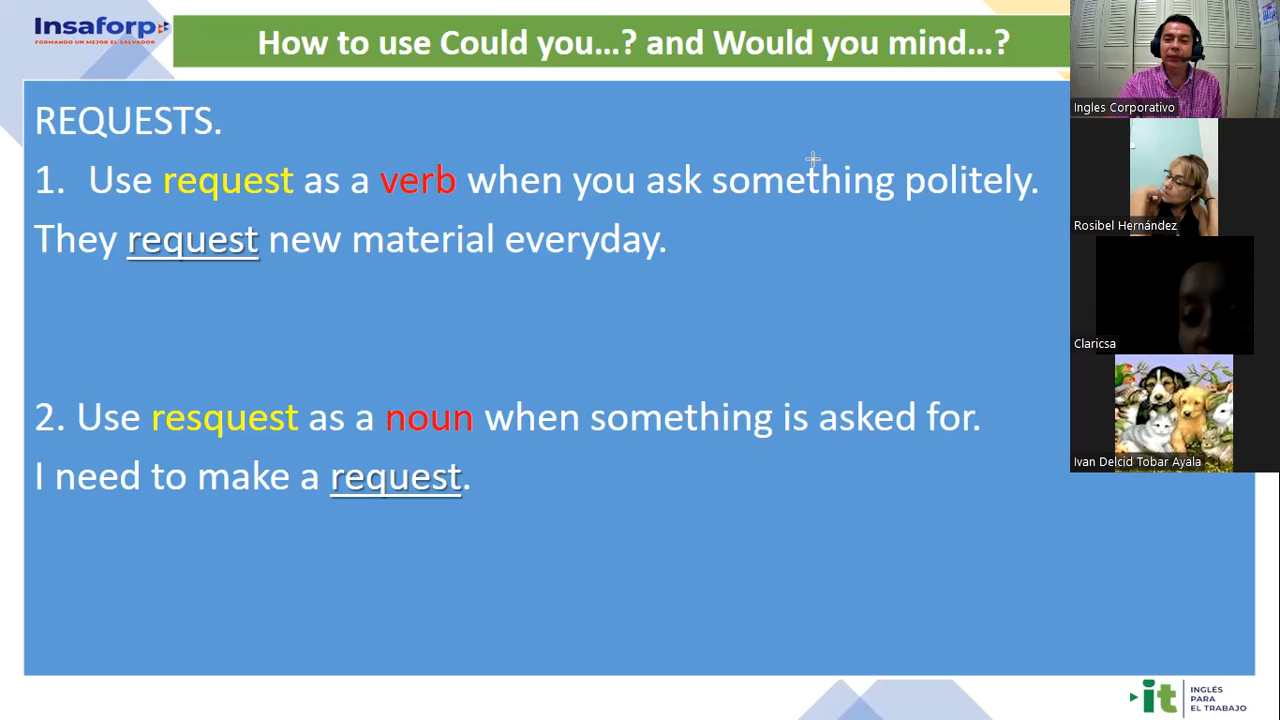 Insaforp
FORMANDO UN MEJOR EL SALVADOR
How to use Could you...? and Would you mind...?
REQUESTS.
1. Use request as a verb when you ask something politely.
They request new material everyday.
2. Use resquest as a noun when something is asked for.
I need to make a request.
Ingles Corporativo
Rosibel Hernández
Claricsa
Ivan Delcid Tobar Ayala
it
INGLÉS
PARA
EL TRABAJO